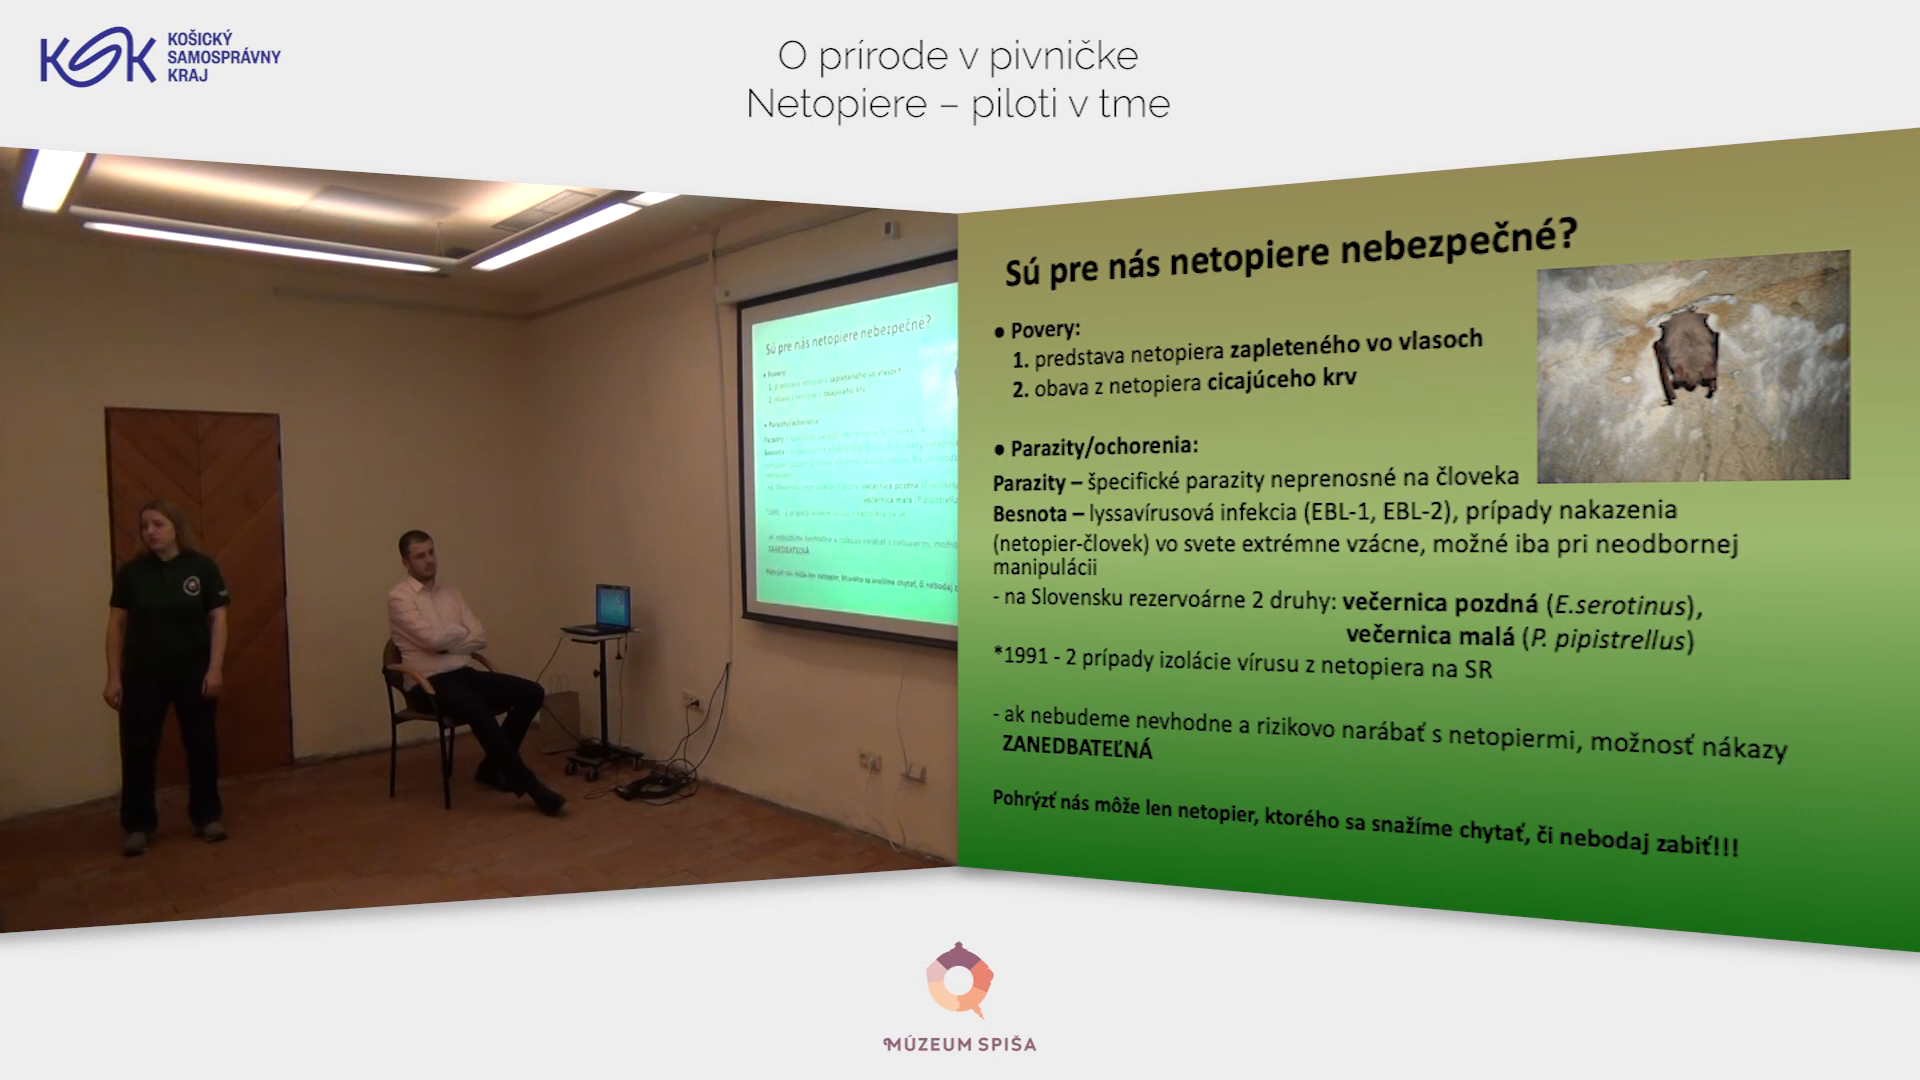 KSK KOŠICKÝ
SAMOSPRÁVNY
KRAJ
O prírode v pivničke
Netopiere – piloti v tme
Sú pre nás netopiere nebezpečné?
Sú pre nás netopiere nebezpečné?
● Povery:
1. predstava netopiera zapleteného vo vlasoch
2. obava z netopiera cicajúceho krv
● Parazity/ochorenia:
Parazity – špecifické parazity neprenosné na človeka
Besnota – lyssavírusová infekcia (EBL-1, EBL-2), prípady nakazenia
(netopier-človek) vo svete extrémne vzácne, možné iba pri neodbornej
manipulácii
- na Slovensku rezervoárne 2 druhy: večernica pozdná (E.serotinus),
večernica malá (P. pipistrellus)
*1991 - 2 prípady izolácie vírusu z netopiera na SR
- ak nebudeme nevhodne a rizikovo narábať s netopiermi, možnosť nákazy
ZANEDBATEĽNÁ
Pohrýzť nás môže len netopier, ktorého sa snažíme chytať, či nebodaj zabiť!!!
MÚZEUM SPIŠA